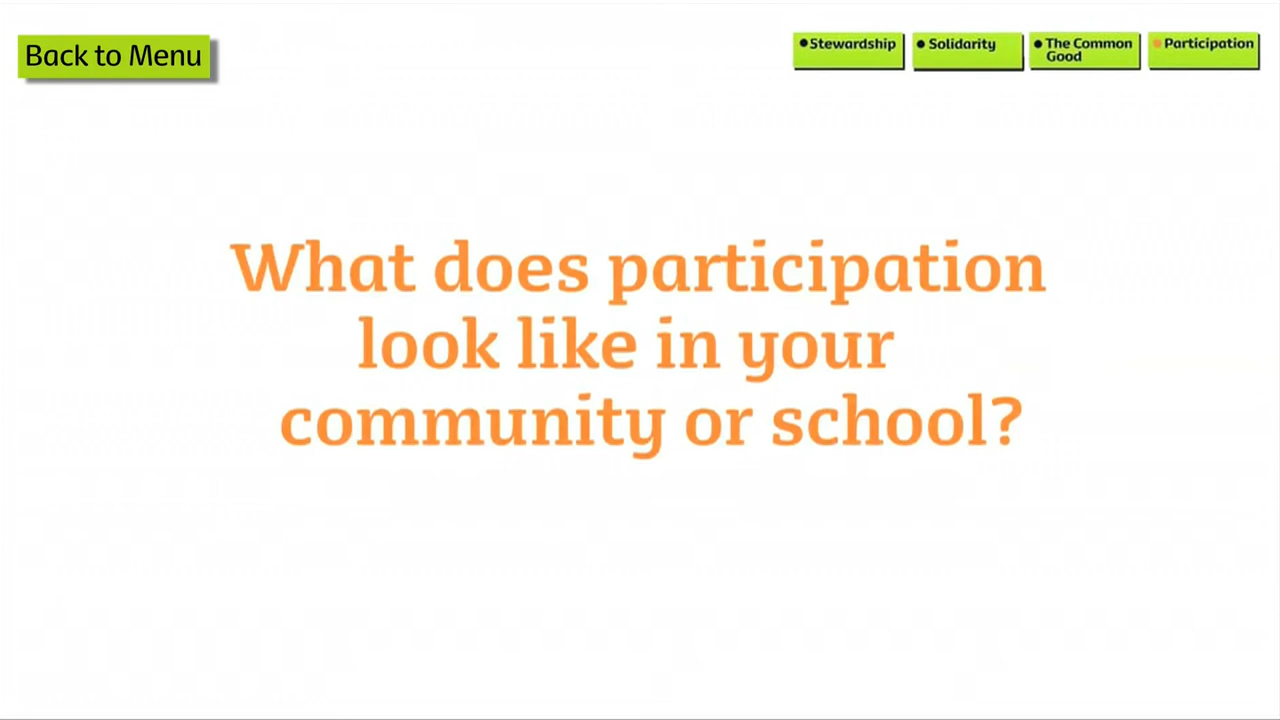 Back to Menu
Stewardship
Solidarity
The Common
Good
Participation
What does participation
look like in your
community or school?